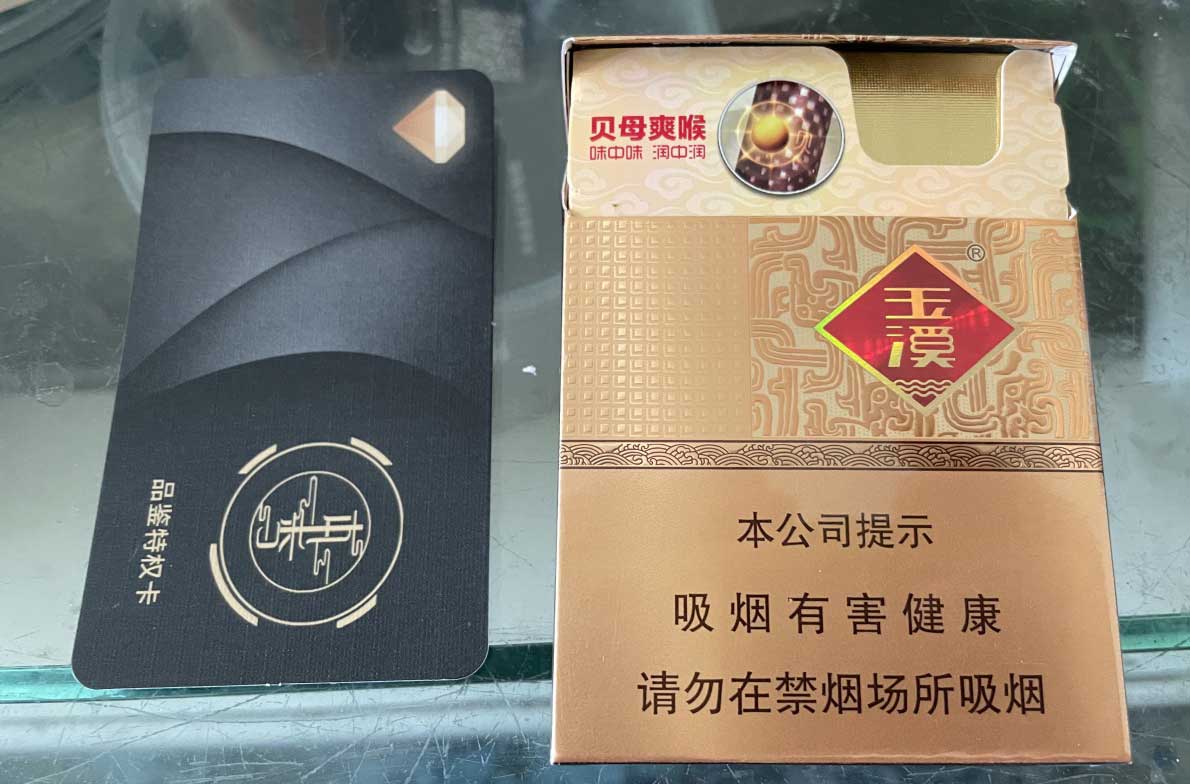 品鉴特权卡
贝母爽喉
味中味 润中润
玉溪
®
本公司提示
吸烟有害健康
请勿在禁烟场所吸烟